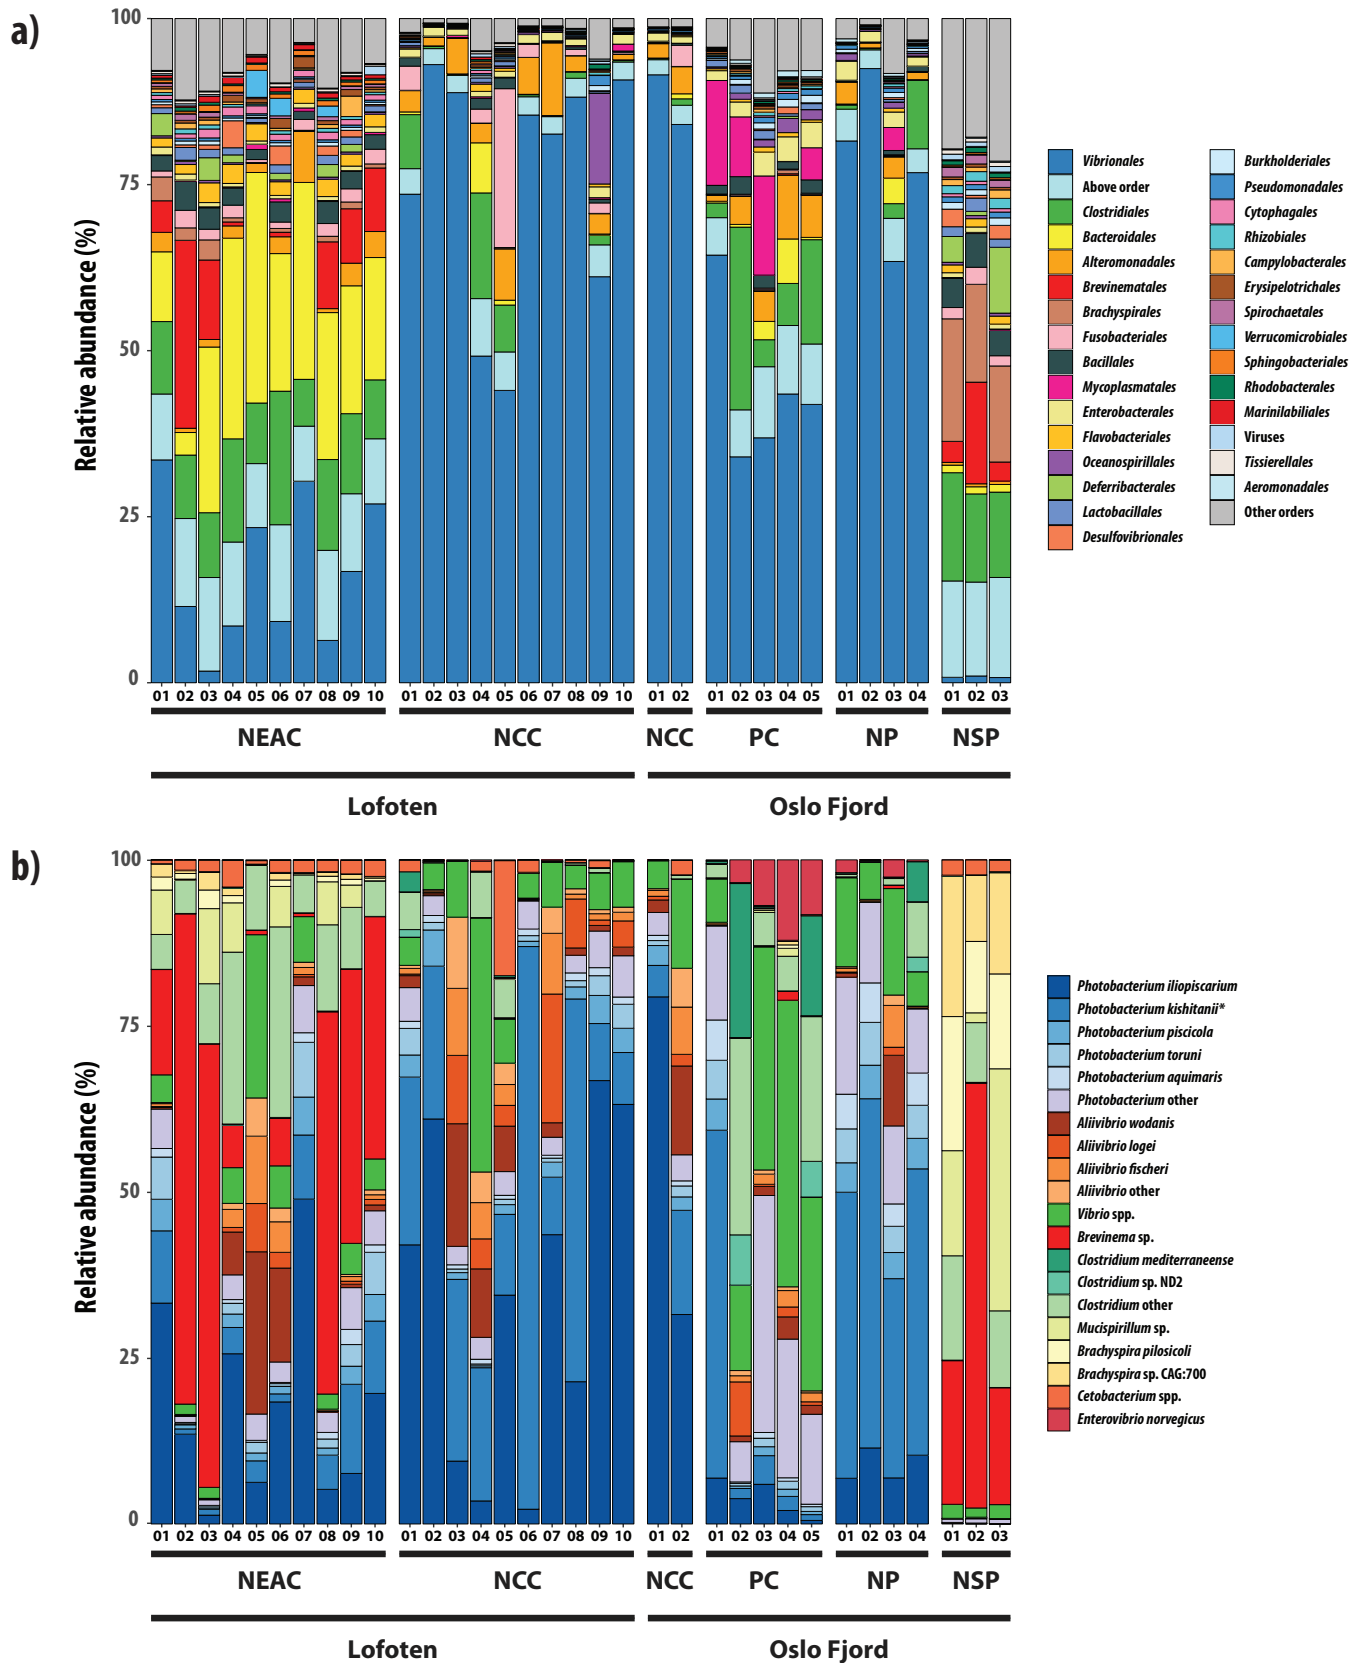 a)
Relative abundance (%)
100
75
50
25
0
01 02 03 04 05 06 07 08 09 10 01 02 03 04 05 06 07 08 09 10 01 02 01 02 03 04 05 01 02 03 04 01 02 03
NEAC NCC NCC PC NP NSP
Lofoten Oslo Fjord
Vibrionales
Above order
Clostridiales
Bacteroidales
Alteromonadales
Brevinematales
Brachyspirales
Fusobacteriales
Bacillales
Mycoplasmatales
Enterobacterales
Flavobacteriales
Oceanospirillales
Deferribacterales
Lactobacillales
Desulfovibrionales
Burkholderiales
Pseudomonadales
Cytophagales
Rhizobiales
Campylobacterales
Erysipelotrichales
Spirochaetales
Verrucomicrobiales
Sphingobacteriales
Rhodobacterales
Marinilabiliales
Viruses
Tissierellales
Aeromonadales
Other orders
b)
Relative abundance (%)
100
75
50
25
0
01 02 03 04 05 06 07 08 09 10 01 02 03 04 05 06 07 08 09 10 01 02 01 02 03 04 05 01 02 03 04 01 02 03
NEAC NCC NCC PC NP NSP
Lofoten Oslo Fjord
Photobacterium iliopiscarium
Photobacterium kishitanii*
Photobacterium piscicola
Photobacterium toruni
Photobacterium aquimaris
Photobacterium other
Aliivibrio wodanis
Aliivibrio logei
Aliivibrio fischeri
Aliivibrio other
Vibrio spp.
Brevinema sp.
Clostridium mediterraneense
Clostridium sp. ND2
Clostridium other
Mucispirillum sp.
Brachyspira pilosicoli
Brachyspira sp. CAG:700
Cetobacterium spp.
Enterovibrio norvegicus